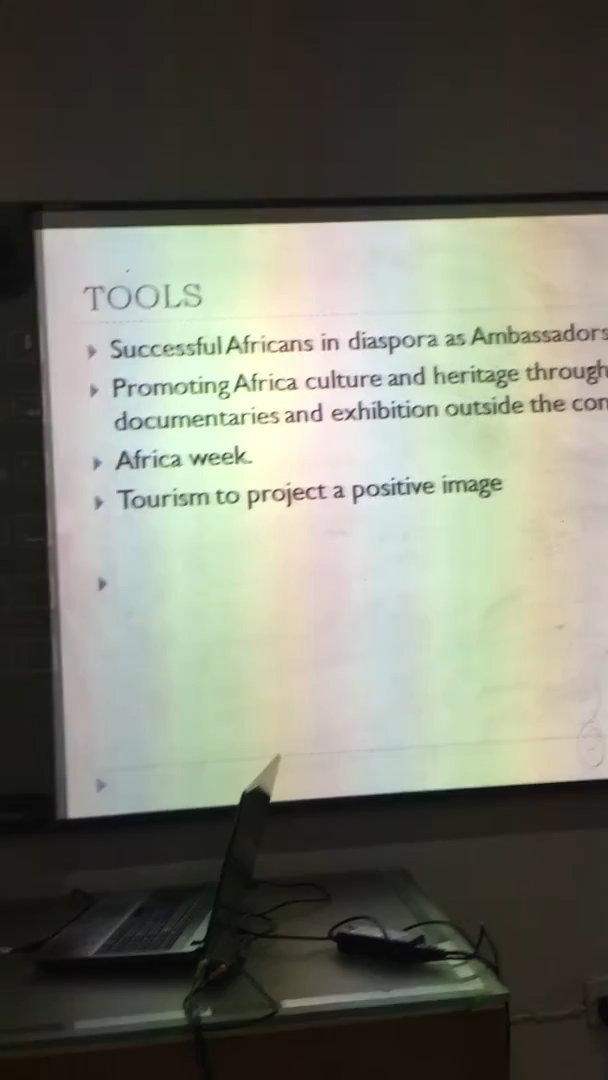 TOOLS
Successful Africans in diaspora as Ambassadors
Promoting Africa culture and heritage through
documentaries and exhibition outside the
Africa week.
Tourism to project a positive image